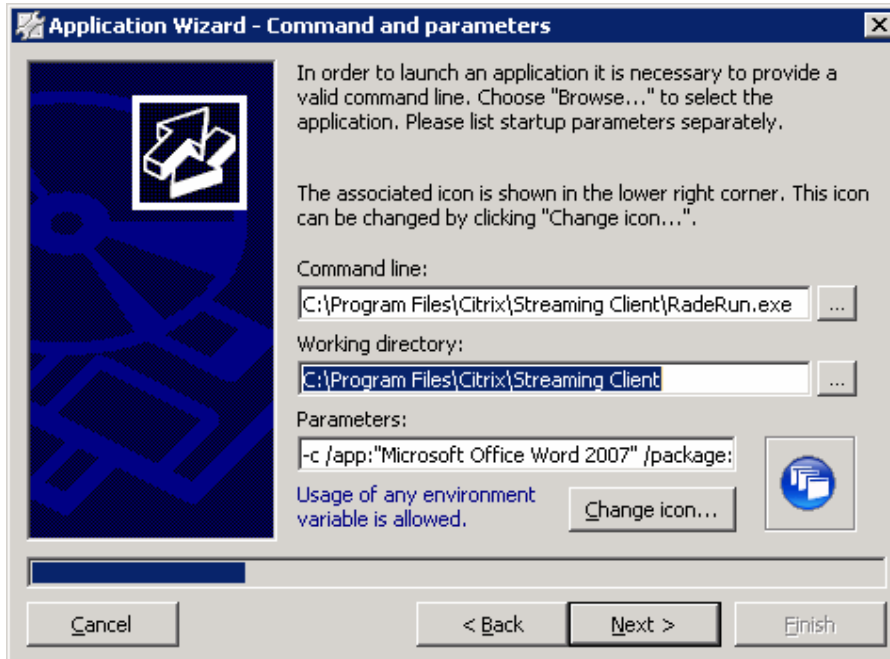 Application Wizard - Command and parameters
In order to launch an application it is necessary to provide a
valid command line. Choose "Browse..." to select the
application. Please list startup parameters separately.
The associated icon is shown in the lower right corner. This icon
can be changed by clicking "Change icon...".
Command line:
C:\Program Files\Citrix\Streaming Client\RadeRun.exe
...
Working directory:
C:\Program Files\Citrix\Streaming Client
...
Parameters:
-c /app:"Microsoft Office Word 2007" /package:
Usage of any environment
variable is allowed.
Change icon...
Cancel
< Back
Next >
Finish